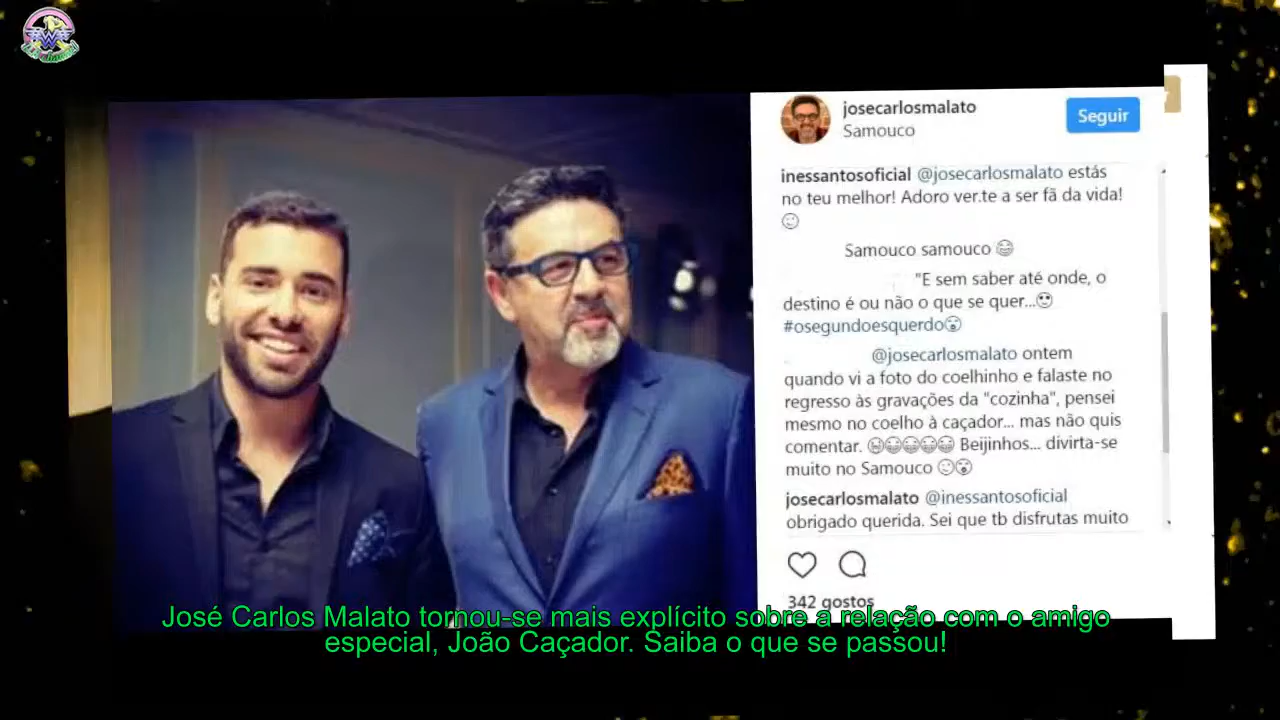 josecarlosmalato
Samouco
Seguir
inessantosoficial @josecarlosmalato estás
no teu melhor! Adoro ver.te a ser fã da vida!
Samouco samouco
"E sem saber até onde, o
destino é ou não o que se quer...
#osegundoesquerdo
@josecarlosmalato ontem
quando vi a foto do coelhinho e falaste no
regresso às gravações da "cozinha", pensei
mesmo no coelho à caçador... mas não quis
comentar. Beijinhos... divirta-se
muito no Samouco
josecarlosmalato @inessantosoficial
obrigado querida. Sei que tb disfrutas muito
342 gostos
José Carlos Malato tornou-se mais explícito sobre a relação com o amigo
especial, João Caçador. Saiba o que se passou!